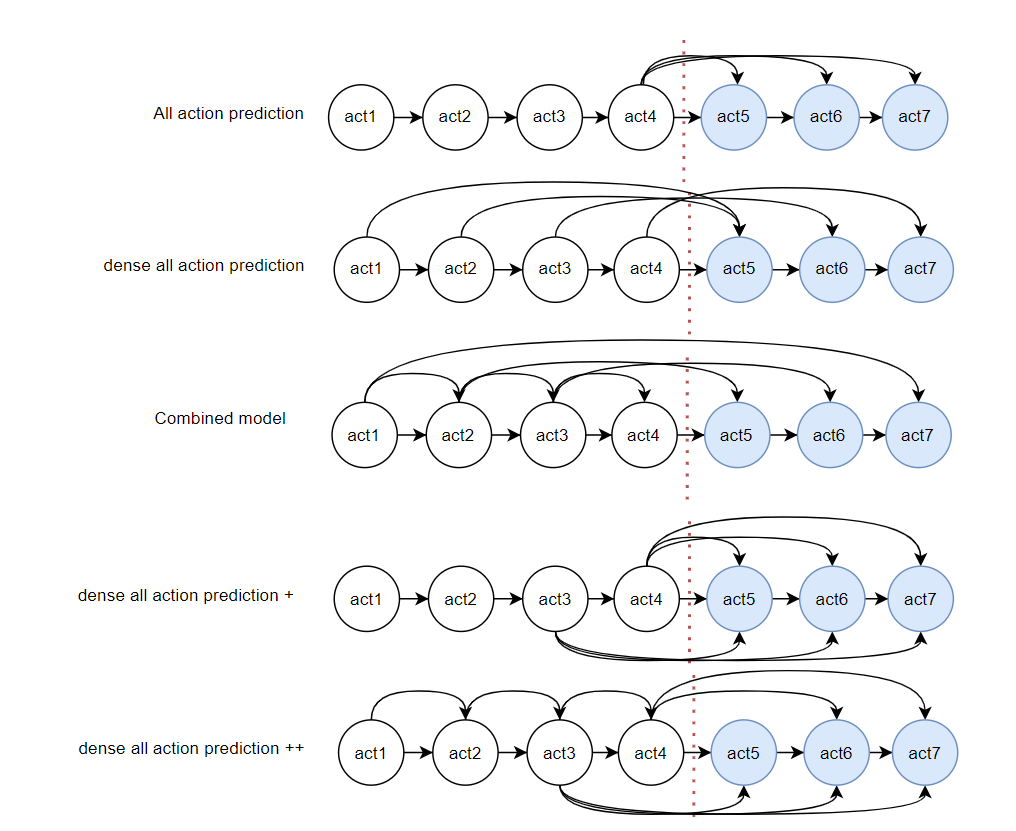 All action prediction act1 act2 act3 act4 act5 act6 act7
dense all action prediction act1 act2 act3 act4 act5 act6 act7
Combined model act1 act2 act3 act4 act5 act6 act7
dense all action prediction + act1 act2 act3 act4 act5 act6 act7
dense all action prediction ++ act1 act2 act3 act4 act5 act6 act7